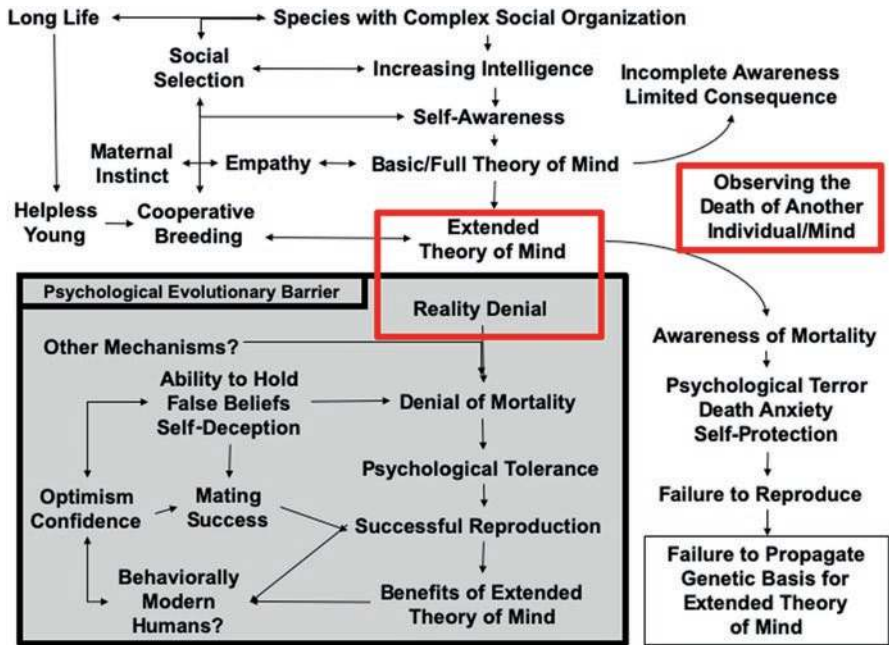 Long Life
Species with Complex Social Organization
Social
Selection
Increasing Intelligence
Incomplete Awareness
Limited Consequence
Self-Awareness
Maternal
Instinct
Empathy
Basic/Full Theory of Mind
Observing the
Death of Another
Individual/Mind
Helpless
Young
Cooperative
Breeding
Extended
Theory of Mind
Psychological Evolutionary Barrier
Reality Denial
Other Mechanisms?
Awareness of Mortality
Ability to Hold
False Beliefs
Self-Deception
Denial of Mortality
Psychological Terror
Death Anxiety
Self-Protection
Psychological Tolerance
Optimism
Confidence
Mating
Success
Failure to Reproduce
Successful Reproduction
Behaviorally
Modern
Humans?
Benefits of Extended
Theory of Mind
Failure to Propagate
Genetic Basis for
Extended Theory
of Mind